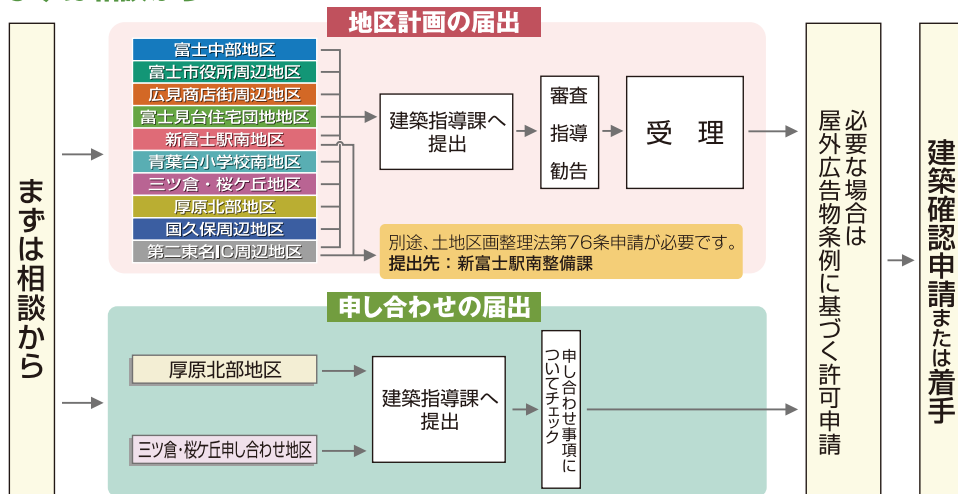 まずは相談から
地区計画の届出
富士中部地区
富士市役所周辺地区
広見商店街周辺地区
富士見台住宅団地地区
新富士駅南地区
青葉台小学校南地区
三ツ倉・桜ケ丘地区
厚原北部地区
国久保周辺地区
第二東名IC周辺地区
建築指導課へ
提出
審査
指導
勧告
受 理
別途、土地区画整理法第76条申請が必要です。
提出先：新富士駅南整備課
申し合わせの届出
厚原北部地区
三ツ倉・桜ケ丘申し合わせ地区
建築指導課へ
提出
申し合わせ事項に
ついてチェック
必要な場合は
屋外広告物条例に基づく許可申請
建築確認申請または着手